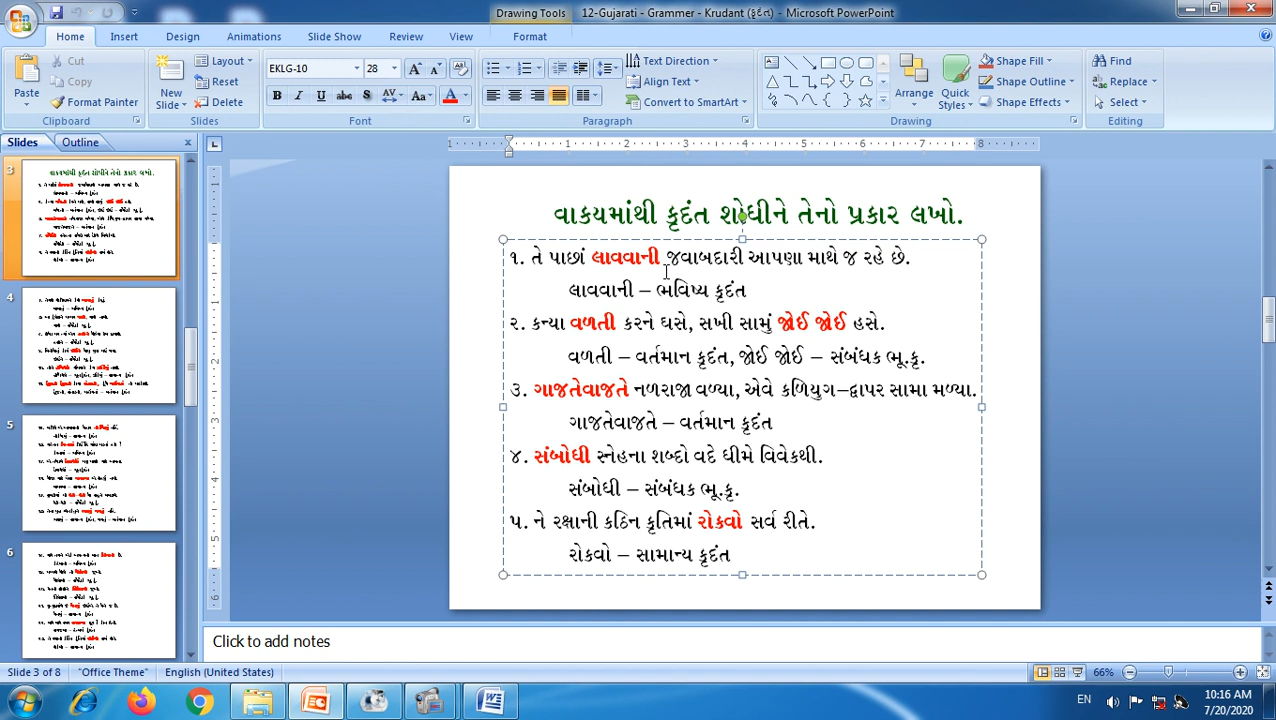 Drawing Tools 12-Gujarati - Grammer - Krudant (કૃદંત) - Microsoft PowerPoint
Home Insert Design Animations Slide Show Review View Format
Cut Layout EKLG-10 28 Text Direction Shape Fill Find
Copy Reset Align Text Shape Outline Replace
Paste Format Painter New Slide Delete Convert to SmartArt Arrange Quick Styles Shape Effects Select
Clipboard Slides Font Paragraph Drawing Editing
Slides Outline
વાકયમાંથી કૃદંત શોધીને તેનો પ્રકાર લખો.
૧. તે પાછાં લાવવાની જવાબદારી આપણા માથે જ રહે છે.
લાવવાની – ભવિષ્ય કૃદંત
૨. કન્યા વળતી કરને ઘસે, સખી સામું જોઈ જોઈ હસે.
વળતી – વર્તમાન કૃદંત, જોઈ જોઈ – સંબંધક ભૂ.કૃ.
૩. ગાજતેવાજતે નળરાજા વળ્યા, એવે કળિયુગ–દ્વાપર સામા મળ્યા.
ગાજતેવાજતે – વર્તમાન કૃદંત
૪. સંબોધી સ્નેહના શબ્દો વદે ધીમે વિવેકથી.
સંબોધી – સંબંધક ભૂ.કૃ.
૫. ને રક્ષાની કઠિન કૃતિમાં રોકવો સર્વ રીતે.
રોકવો – સામાન્ય કૃદંત
3
4
5
6
Click to add notes
Slide 3 of 8 "Office Theme" English (United States) 66%
EN 10:16 AM
7/20/2020